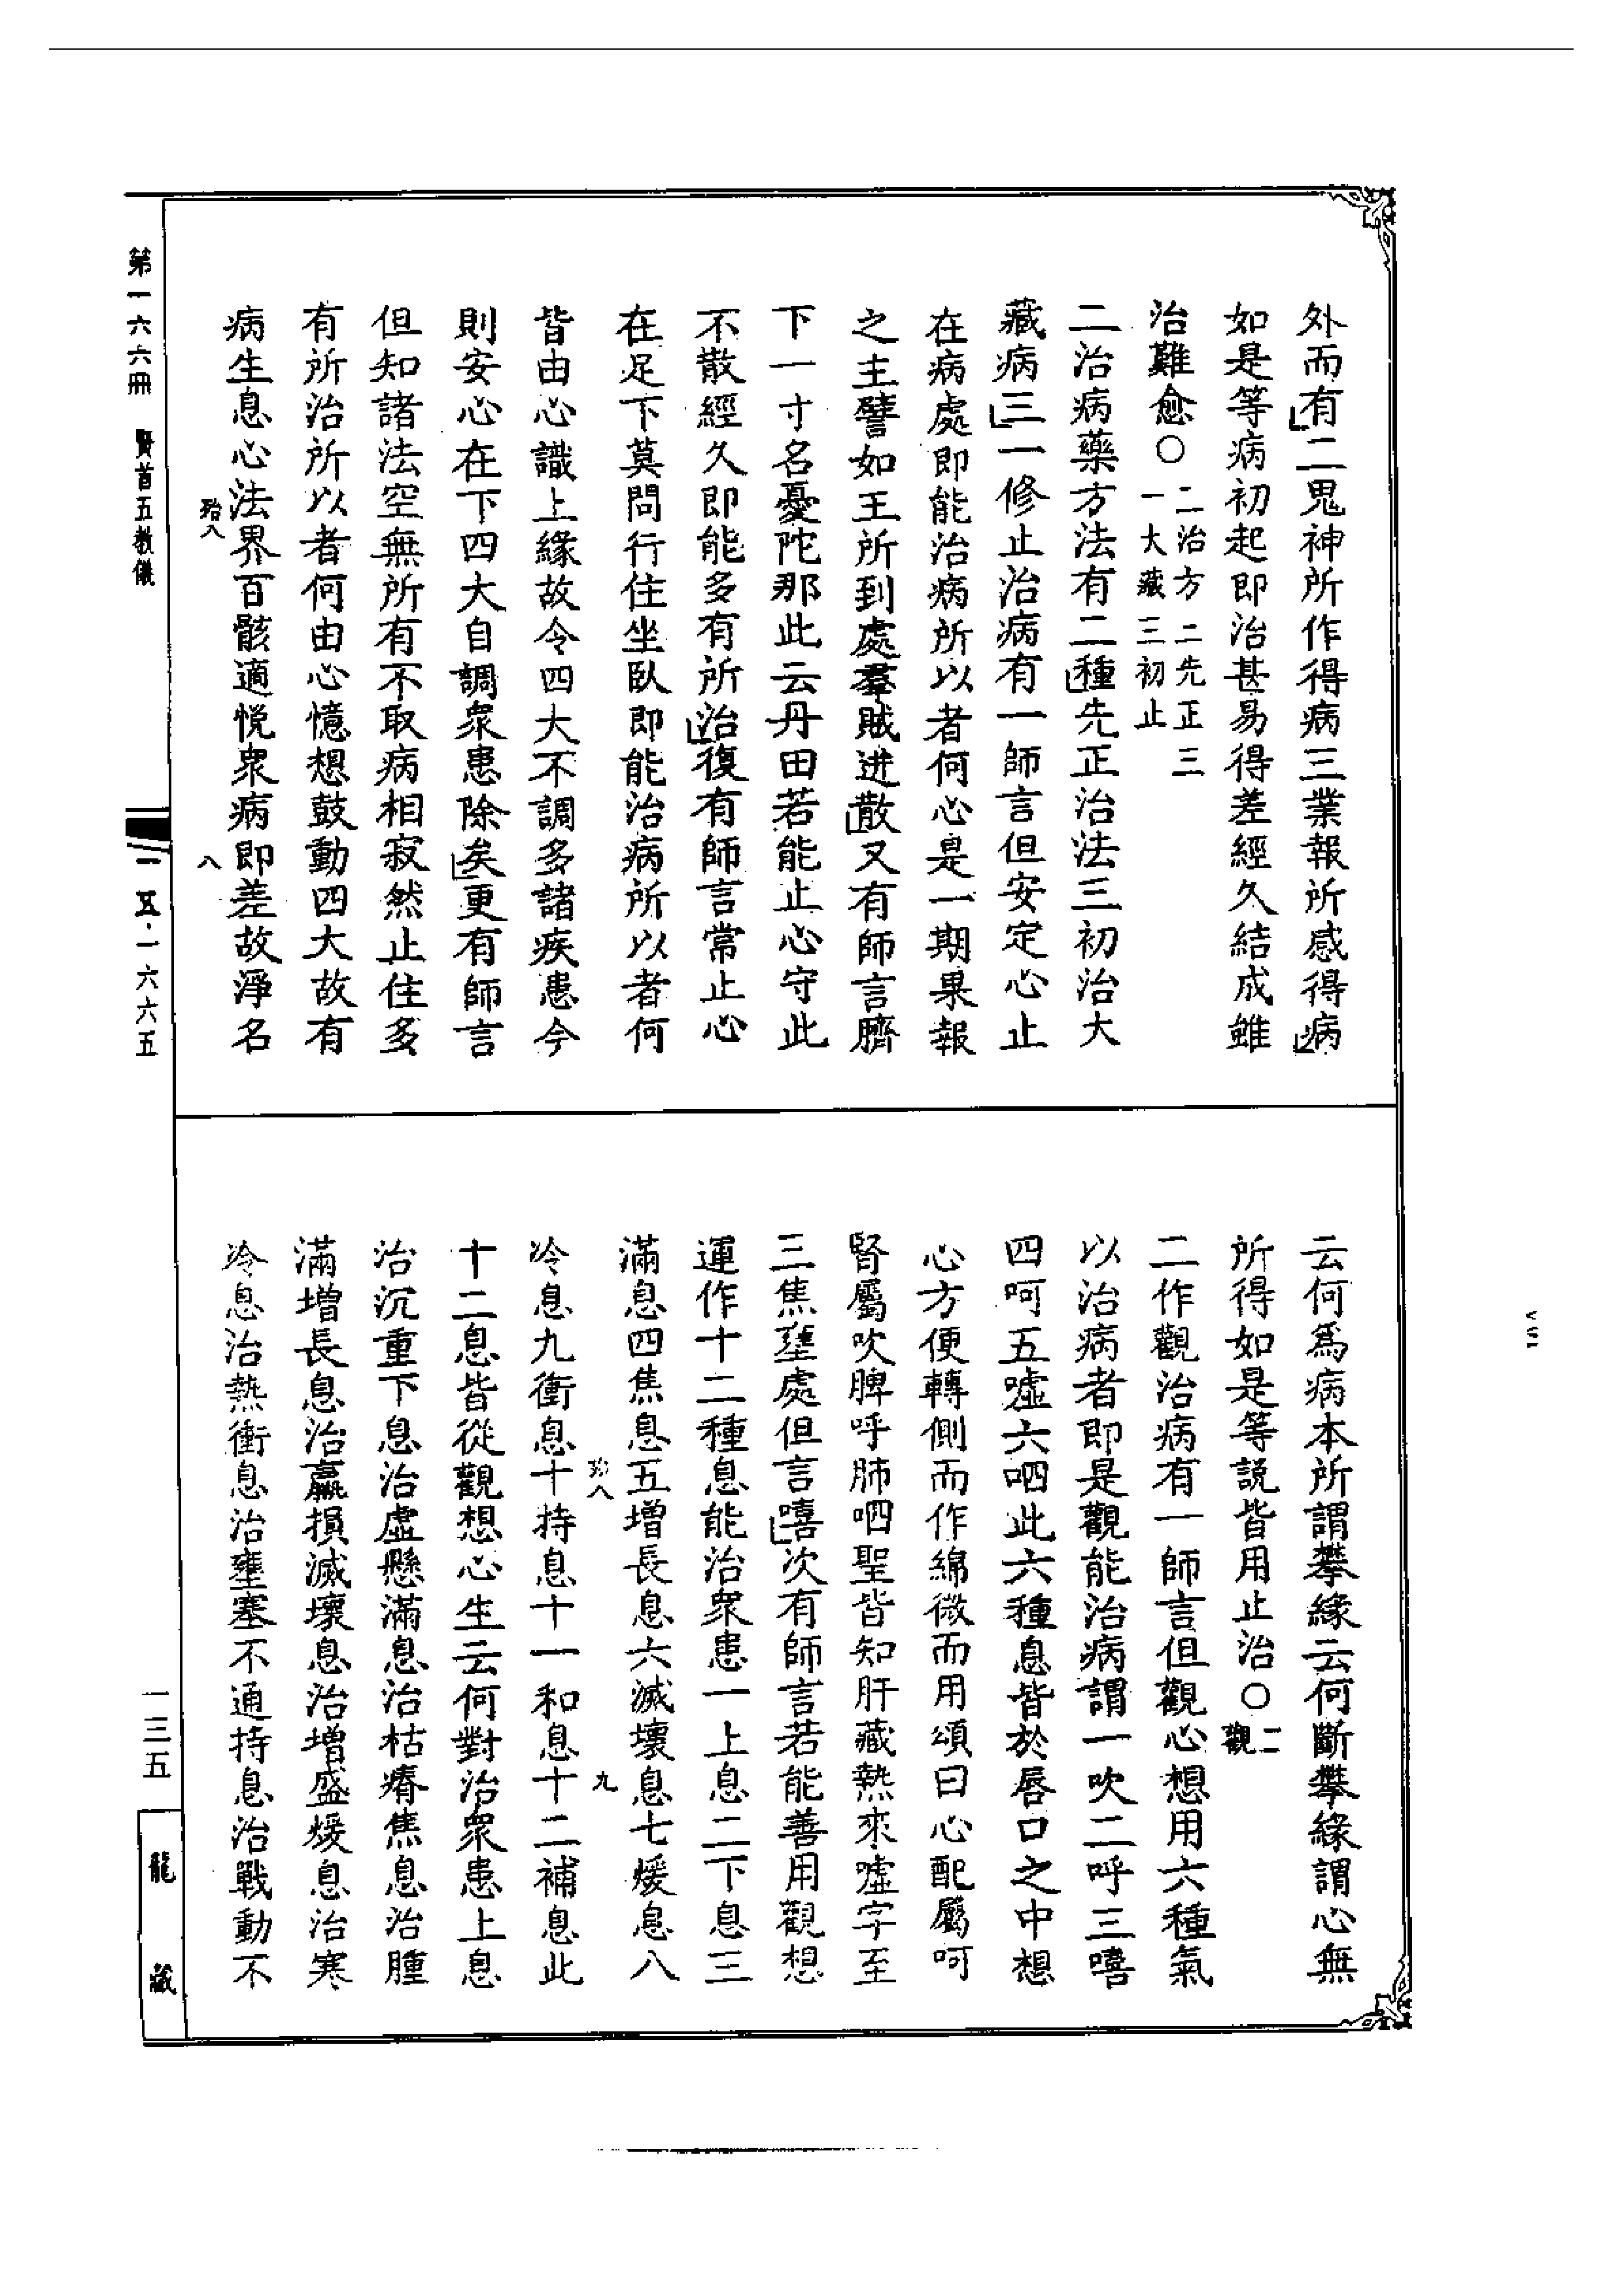 外而有二鬼神所作得病三業報所感得病
如是等病初起即治甚易得差經久結成雖
治難愈○
二治方二先正三
一大藏三初止
二治病藥方法有二種先正治法三初治大
藏病三一修止治病有一師言但安定心止
在病處即能治病所以者何心是一期果報
之主譬如王所到處羣賊迸散又有師言臍
下一寸名憂陀那此云丹田若能止心守此
不散經久即能多有所治復有師言常止心
在足下莫問行住坐臥即能治病所以者何
皆由心識上緣故令四大不調多諸疾患今
則安心在下四大自調衆患除矣更有師言
但知諸法空無所有不取病相寂然止住多
有所治所以者何由心憶想鼓動四大故有
病生息心法界百骸適悅衆病即差故淨名
云何為病本所謂攀緣云何斷攀緣謂心無
所得如是等說皆用止治○
二
觀
二作觀治病有一師言但觀心想用六種氣
以治病者即是觀能治病謂一吹二呼三嘻
四呵五噓六呬此六種息皆於唇口之中想
心方便轉側而作綿微而用頌曰心配屬呵
腎屬吹脾呼肺呬聖皆知肝藏熱來噓字至
三焦壅處但言嘻次有師言若能善用觀想
運作十二種息能治衆患一上息二下息三
滿息四焦息五增長息六滅壞息七煖息八
冷息九衝息十持息十一和息十二補息此
十二息皆從觀想心生云何對治衆患上息
治沉重下息治虛懸滿息治枯瘠焦息治腫
滿增長息治羸損滅壞息治增盛煖息治寒
冷息治熱衝息治壅塞不通持息治戰動不
殆八
八
殆八
九
第一六六冊 賢首五教儀
一五·一六六五
一三五
龍藏